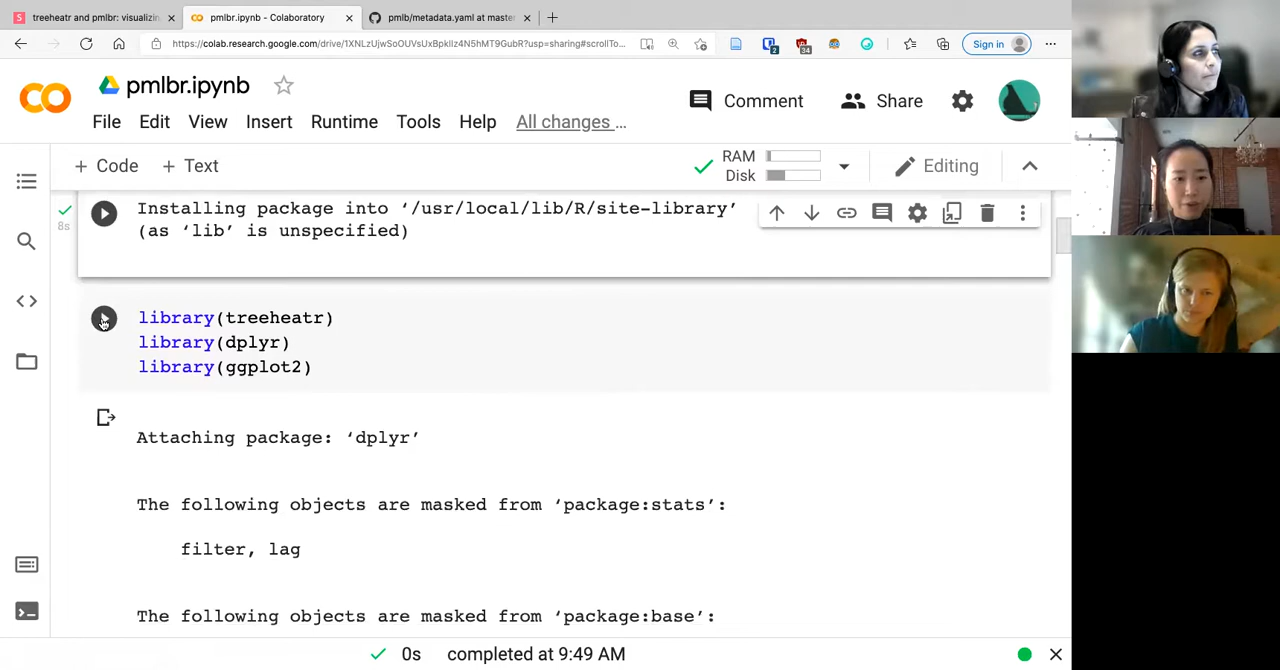 treeheatr and pmlbr: visualizin
pmlbr.ipynb - Colaboratory
pmlb/metadata.yaml at master
https://colab.research.google.com/drive/1XNLzUjwSoOUVsUxBpkIlz4N5hMT9GubR?usp=sharing#scrollTo...
2
34
Sign in
pmlbr.ipynb
Comment
Share
File Edit View Insert Runtime Tools Help All changes ...
+ Code + Text
RAM
Disk
Editing
8s
Installing package into ‘/usr/local/lib/R/site-library’
(as ‘lib’ is unspecified)
library(treeheatr)
library(dplyr)
library(ggplot2)
Attaching package: ‘dplyr’
The following objects are masked from ‘package:stats’:
filter, lag
The following objects are masked from ‘package:base’:
0s completed at 9:49 AM